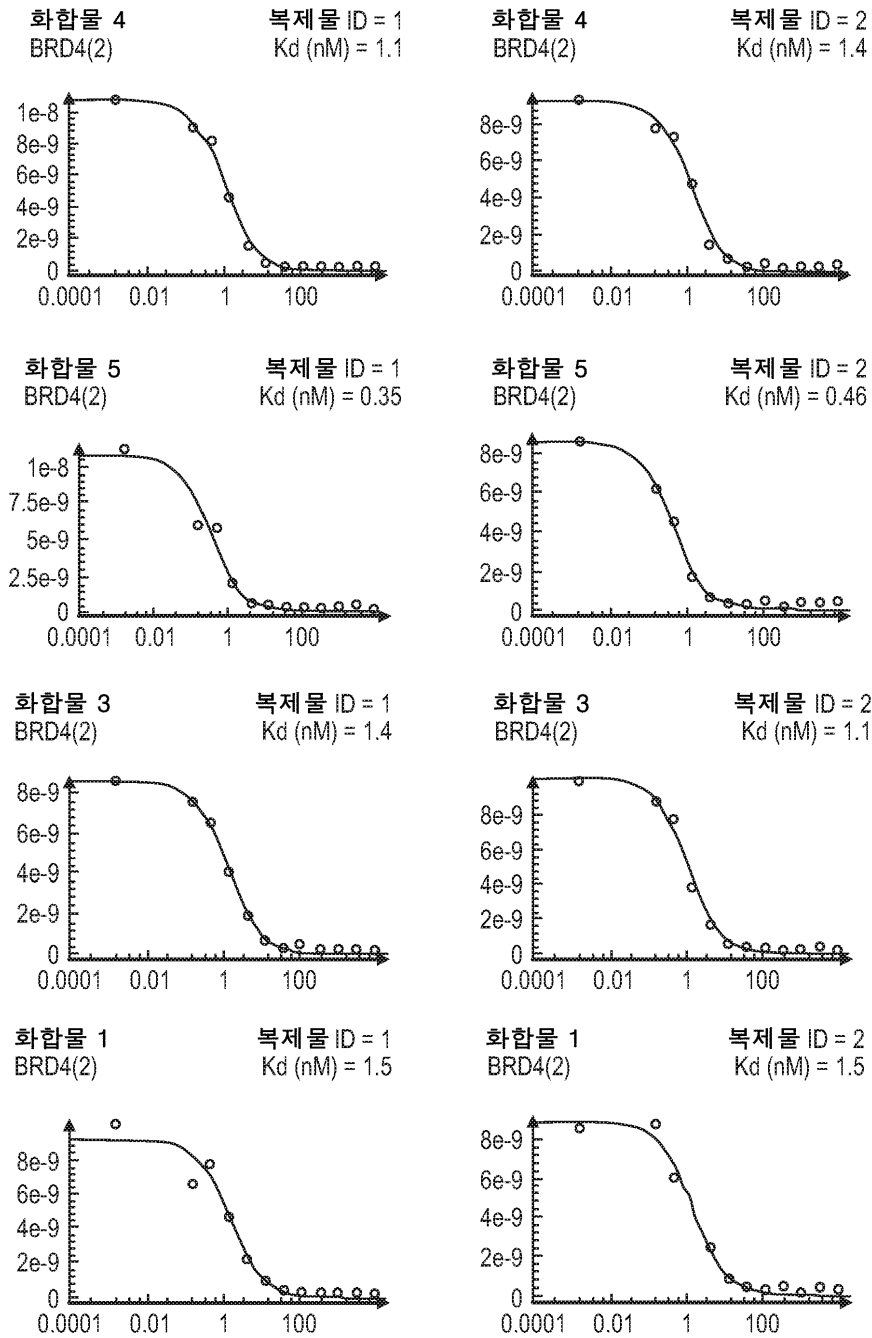 화합물 4 복제물 ID = 1
BRD4(2) Kd (nM) = 1.1
1e-8
8e-9
6e-9
4e-9
2e-9
0
0.0001 0.01 1 100
화합물 4 복제물 ID = 2
BRD4(2) Kd (nM) = 1.4
8e-9
6e-9
4e-9
2e-9
0
0.0001 0.01 1 100
화합물 5 복제물 ID = 1
BRD4(2) Kd (nM) = 0.35
1e-8
7.5e-9
5e-9
2.5e-9
0
0.0001 0.01 1 100
화합물 5 복제물 ID = 2
BRD4(2) Kd (nM) = 0.46
8e-9
6e-9
4e-9
2e-9
0
0.0001 0.01 1 100
화합물 3 복제물 ID = 1
BRD4(2) Kd (nM) = 1.4
8e-9
6e-9
4e-9
2e-9
0
0.0001 0.01 1 100
화합물 3 복제물 ID = 2
BRD4(2) Kd (nM) = 1.1
8e-9
6e-9
4e-9
2e-9
0
0.0001 0.01 1 100
화합물 1 복제물 ID = 1
BRD4(2) Kd (nM) = 1.5
8e-9
6e-9
4e-9
2e-9
0
0.0001 0.01 1 100
화합물 1 복제물 ID = 2
BRD4(2) Kd (nM) = 1.5
8e-9
6e-9
4e-9
2e-9
0
0.0001 0.01 1 100